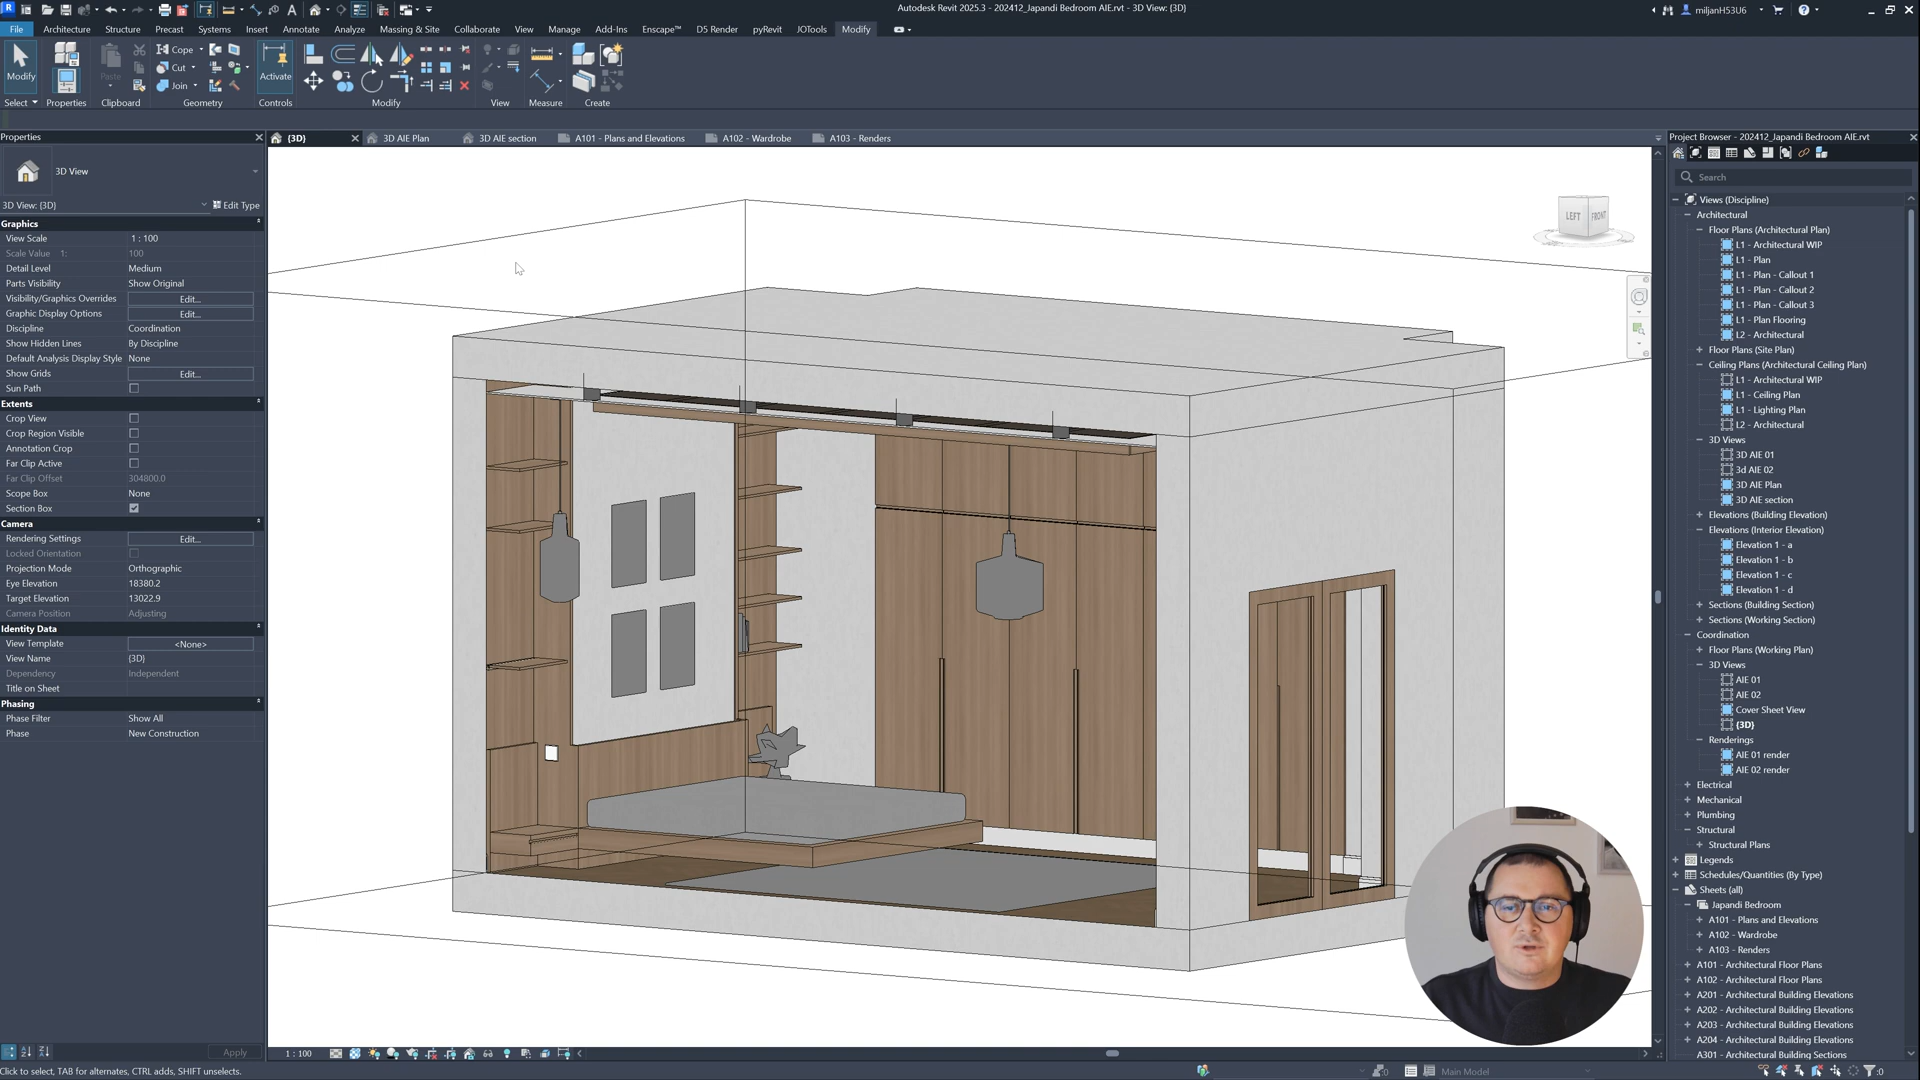 Autodesk Revit 2025.3 - 202412_Japandi Bedroom AIE.rvt - 3D View: {3D}
miljanH53U6
File Architecture Structure Precast Systems Insert Annotate Analyze Massing & Site Collaborate View Manage Add-Ins Enscape™ D5 Render pyRevit JOTools Modify
Modify Paste Cope Cut Join Activate
Select Properties Clipboard Geometry Controls Modify View Measure Create
Properties
{3D} 3D AIE Plan 3D AIE section A101 - Plans and Elevations A102 - Wardrobe A103 - Renders
3D View
3D View: {3D} Edit Type
Graphics
View Scale 1 : 100
Scale Value 1: 100
Detail Level Medium
Parts Visibility Show Original
Visibility/Graphics Overrides Edit...
Graphic Display Options Edit...
Discipline Coordination
Show Hidden Lines By Discipline
Default Analysis Display Style None
Show Grids Edit...
Sun Path
Extents
Crop View
Crop Region Visible
Annotation Crop
Far Clip Active
Far Clip Offset 304800.0
Scope Box None
Section Box
Camera
Rendering Settings Edit...
Locked Orientation
Projection Mode Orthographic
Eye Elevation 18380.2
Target Elevation 13022.9
Camera Position Adjusting
Identity Data
View Template <None>
View Name {3D}
Dependency Independent
Title on Sheet
Phasing
Phase Filter Show All
Phase New Construction
Apply
LEFT FRONT
1 : 100
Click to select, TAB for alternates, CTRL adds, SHIFT unselects.
:0 Main Model :0
Project Browser - 202412_Japandi Bedroom AIE.rvt
Search
Views (Discipline)
Architectural
Floor Plans (Architectural Plan)
L1 - Architectural WIP
L1 - Plan
L1 - Plan - Callout 1
L1 - Plan - Callout 2
L1 - Plan - Callout 3
L1 - Plan Flooring
L2 - Architectural
Floor Plans (Site Plan)
Ceiling Plans (Architectural Ceiling Plan)
L1 - Architectural WIP
L1 - Ceiling Plan
L1 - Lighting Plan
L2 - Architectural
3D Views
3D AIE 01
3d AIE 02
3D AIE Plan
3D AIE section
Elevations (Building Elevation)
Elevations (Interior Elevation)
Elevation 1 - a
Elevation 1 - b
Elevation 1 - c
Elevation 1 - d
Sections (Building Section)
Sections (Working Section)
Coordination
Floor Plans (Working Plan)
3D Views
AIE 01
AIE 02
Cover Sheet View
{3D}
Renderings
AIE 01 render
AIE 02 render
Electrical
Mechanical
Plumbing
Structural
Structural Plans
Legends
Schedules/Quantities (By Type)
Sheets (all)
Japandi Bedroom
A101 - Plans and Elevations
A102 - Wardrobe
A103 - Renders
A101 - Architectural Floor Plans
A102 - Architectural Floor Plans
A201 - Architectural Building Elevations
A202 - Architectural Building Elevations
A203 - Architectural Building Elevations
A204 - Architectural Building Elevations
A301 - Architectural Building Sections